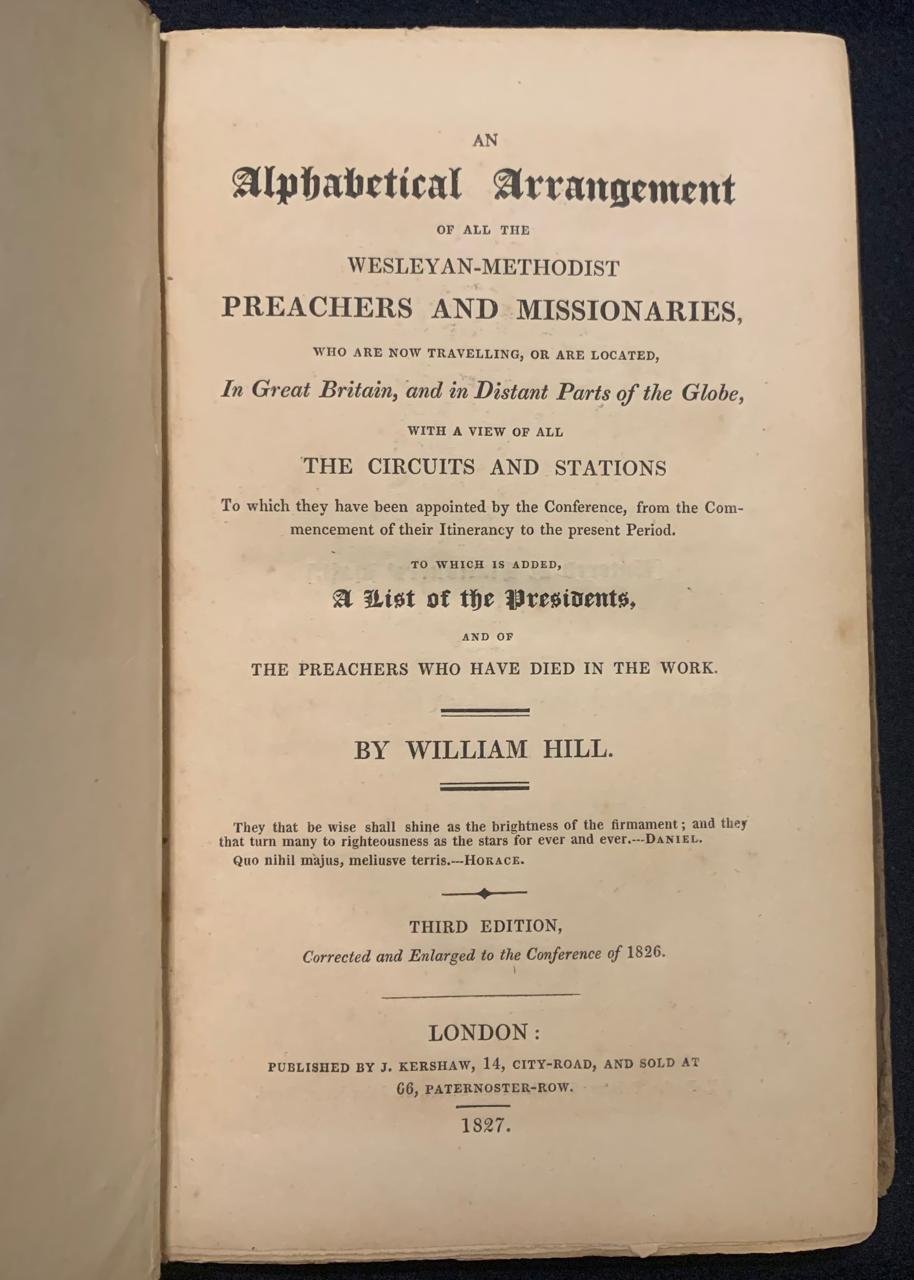 AN
Alphabetical Arrangement
OF ALL THE
WESLEYAN-METHODIST
PREACHERS AND MISSIONARIES,
WHO ARE NOW TRAVELLING, OR ARE LOCATED,
In Great Britain, and in Distant Parts of the Globe,
WITH A VIEW OF ALL
THE CIRCUITS AND STATIONS
To which they have been appointed by the Conference, from the Com-
mencement of their Itinerancy to the present Period.
TO WHICH IS ADDED,
A List of the Presidents,
AND OF
THE PREACHERS WHO HAVE DIED IN THE WORK.
BY WILLIAM HILL.
They that be wise shall shine as the brightness of the firmament; and they
that turn many to righteousness as the stars for ever and ever.---DANIEL.
Quo nihil majus, meliusve terris.---HORACE.
THIRD EDITION,
Corrected and Enlarged to the Conference of 1826.
LONDON:
PUBLISHED BY J. KERSHAW, 14, CITY-ROAD, AND SOLD AT
66, PATERNOSTER-ROW.
1827.